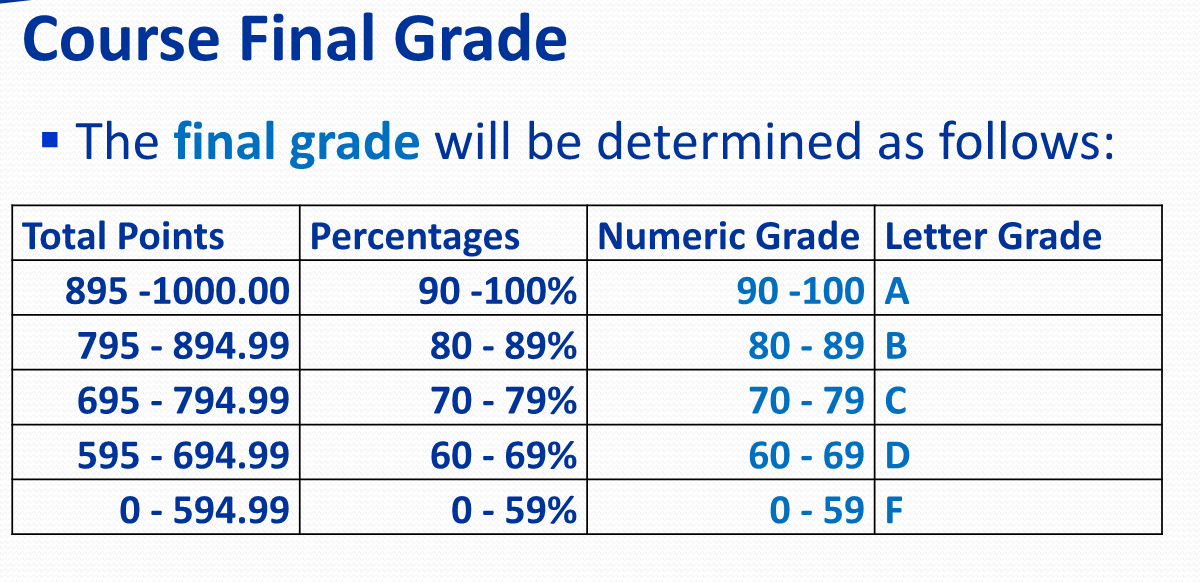 Course Final Grade
▪ The final grade will be determined as follows:
Total Points Percentages Numeric Grade Letter Grade
895 -1000.00 90 -100% 90 -100 A
795 - 894.99 80 - 89% 80 - 89 B
695 - 794.99 70 - 79% 70 - 79 C
595 - 694.99 60 - 69% 60 - 69 D
0 - 594.99 0 - 59% 0 - 59 F